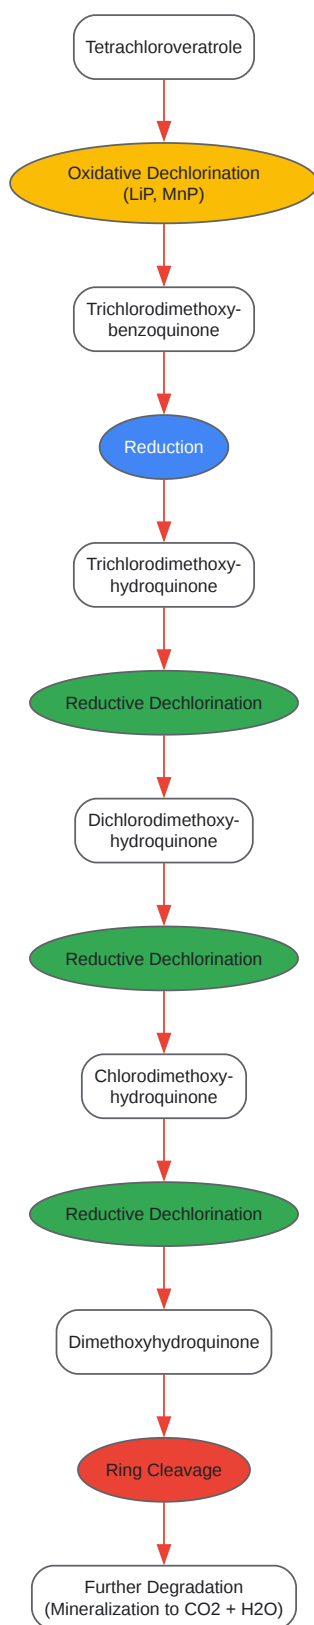 Tetrachloroveratrole
Oxidative Dechlorination
(LiP, MnP)
Trichlorodimethoxy-
benzoquinone
Reduction
Trichlorodimethoxy-
hydroquinone
Reductive Dechlorination
Dichlorodimethoxy-
hydroquinone
Reductive Dechlorination
Chlorodimethoxy-
hydroquinone
Reductive Dechlorination
Dimethoxyhydroquinone
Ring Cleavage
Further Degradation
(Mineralization to CO2 + H2O)